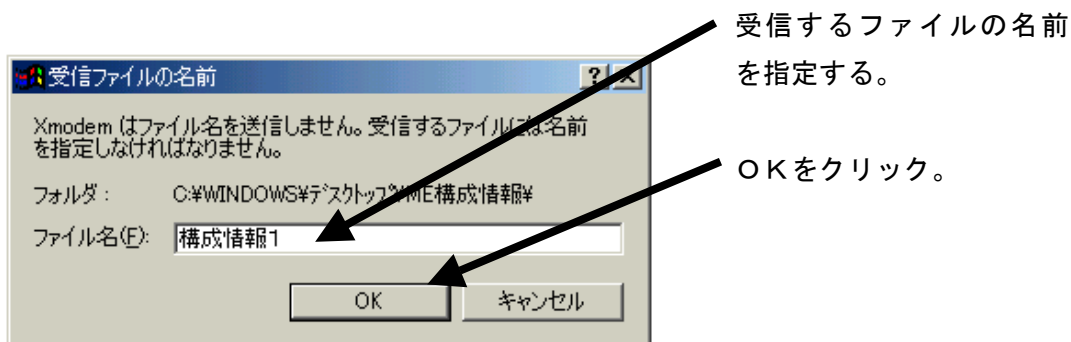 受信するファイルの名前
を指定する。
受信ファイルの名前
Xmodem はファイル名を送信しません。受信するファイルには名前
を指定しなければなりません。
OKをクリック。
フォルダ: C:¥WINDOWS¥デスクトップ¥ME構成情報¥
ファイル名(F): 構成情報1
OK キャンセル